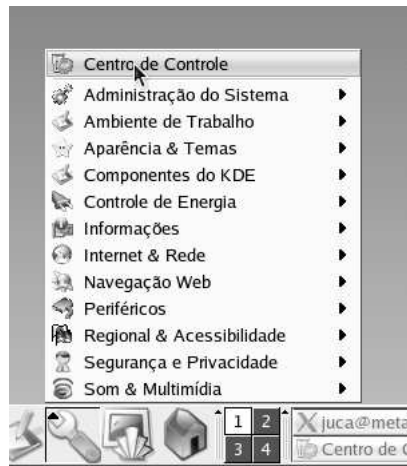 Centro de Controle
Administração do Sistema
Ambiente de Trabalho
Aparência & Temas
Componentes do KDE
Controle de Energia
Informações
Internet & Rede
Navegação Web
Periféricos
Regional & Acessibilidade
Segurança e Privacidade
Som & Multimídia
1 2 juca@meta
3 4 Centro de C